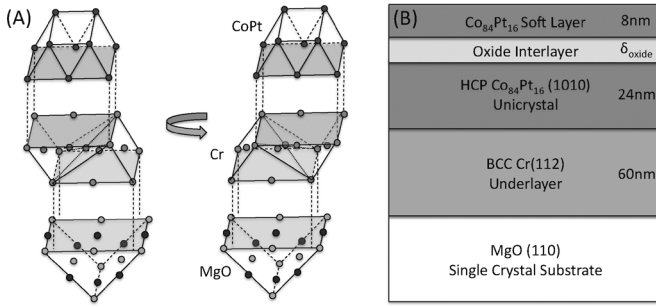 (A)
CoPt
Cr
MgO
(B)
Co84Pt16 Soft Layer 8nm
Oxide Interlayer δoxide
HCP Co84Pt16 (1010)
Unicrystal
24nm
BCC Cr(112)
Underlayer
60nm
MgO (110)
Single Crystal Substrate